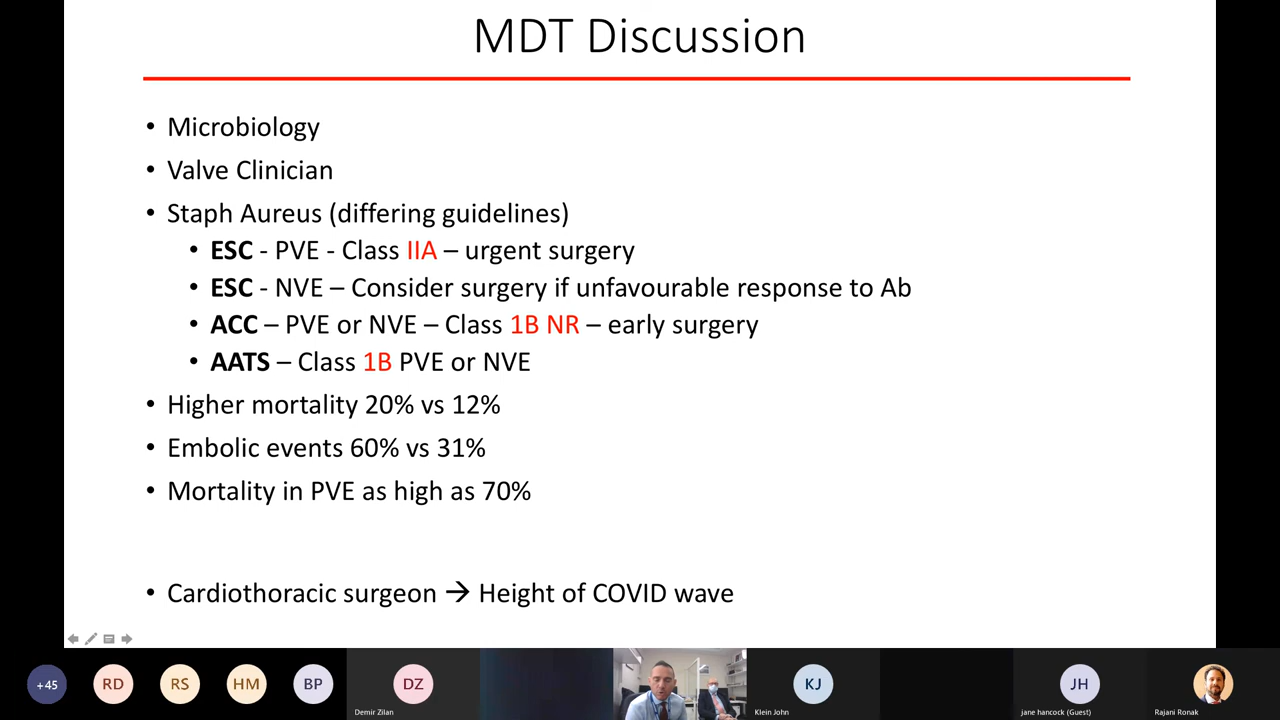 MDT Discussion
• Microbiology
• Valve Clinician
• Staph Aureus (differing guidelines)
• ESC - PVE - Class IIA – urgent surgery
• ESC - NVE – Consider surgery if unfavourable response to Ab
• ACC – PVE or NVE – Class 1B NR – early surgery
• AATS – Class 1B PVE or NVE
• Higher mortality 20% vs 12%
• Embolic events 60% vs 31%
• Mortality in PVE as high as 70%
• Cardiothoracic surgeon → Height of COVID wave
+45
RD
RS
HM
BP
DZ
KJ
JH
Demir Zilan
Klein John
jane hancock (Guest)
Rajani Ronak